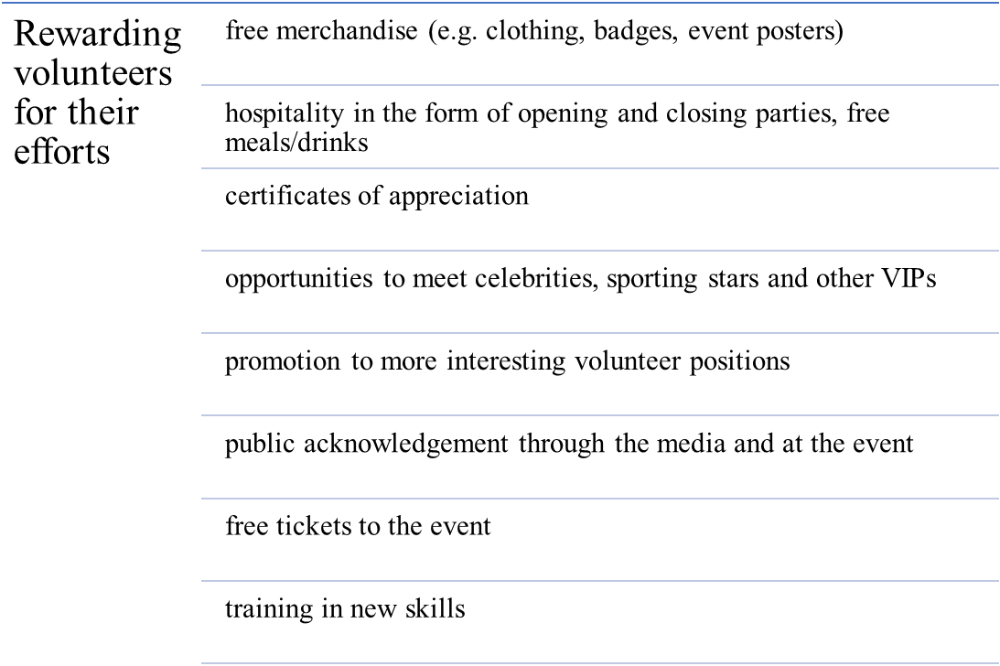 Rewarding
volunteers
for their
efforts
free merchandise (e.g. clothing, badges, event posters)
hospitality in the form of opening and closing parties, free
meals/drinks
certificates of appreciation
opportunities to meet celebrities, sporting stars and other VIPs
promotion to more interesting volunteer positions
public acknowledgement through the media and at the event
free tickets to the event
training in new skills